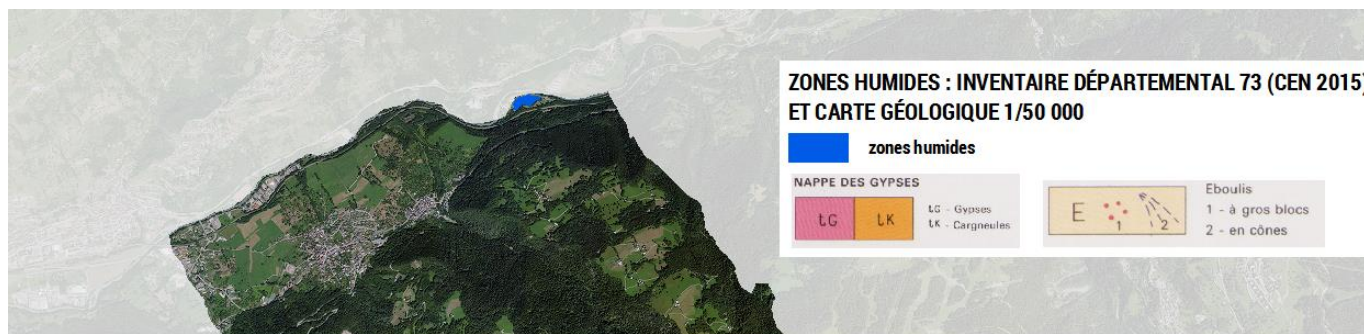 ZONES HUMIDES : INVENTAIRE DÉPARTEMENTAL 73 (CEN 2015)
ET CARTE GÉOLOGIQUE 1/50 000
zones humides
NAPPE DES GYPSES
tG
tK
tG - Gypses
tK - Cargneules
E
1
2
Eboulis
1 - à gros blocs
2 - en cônes